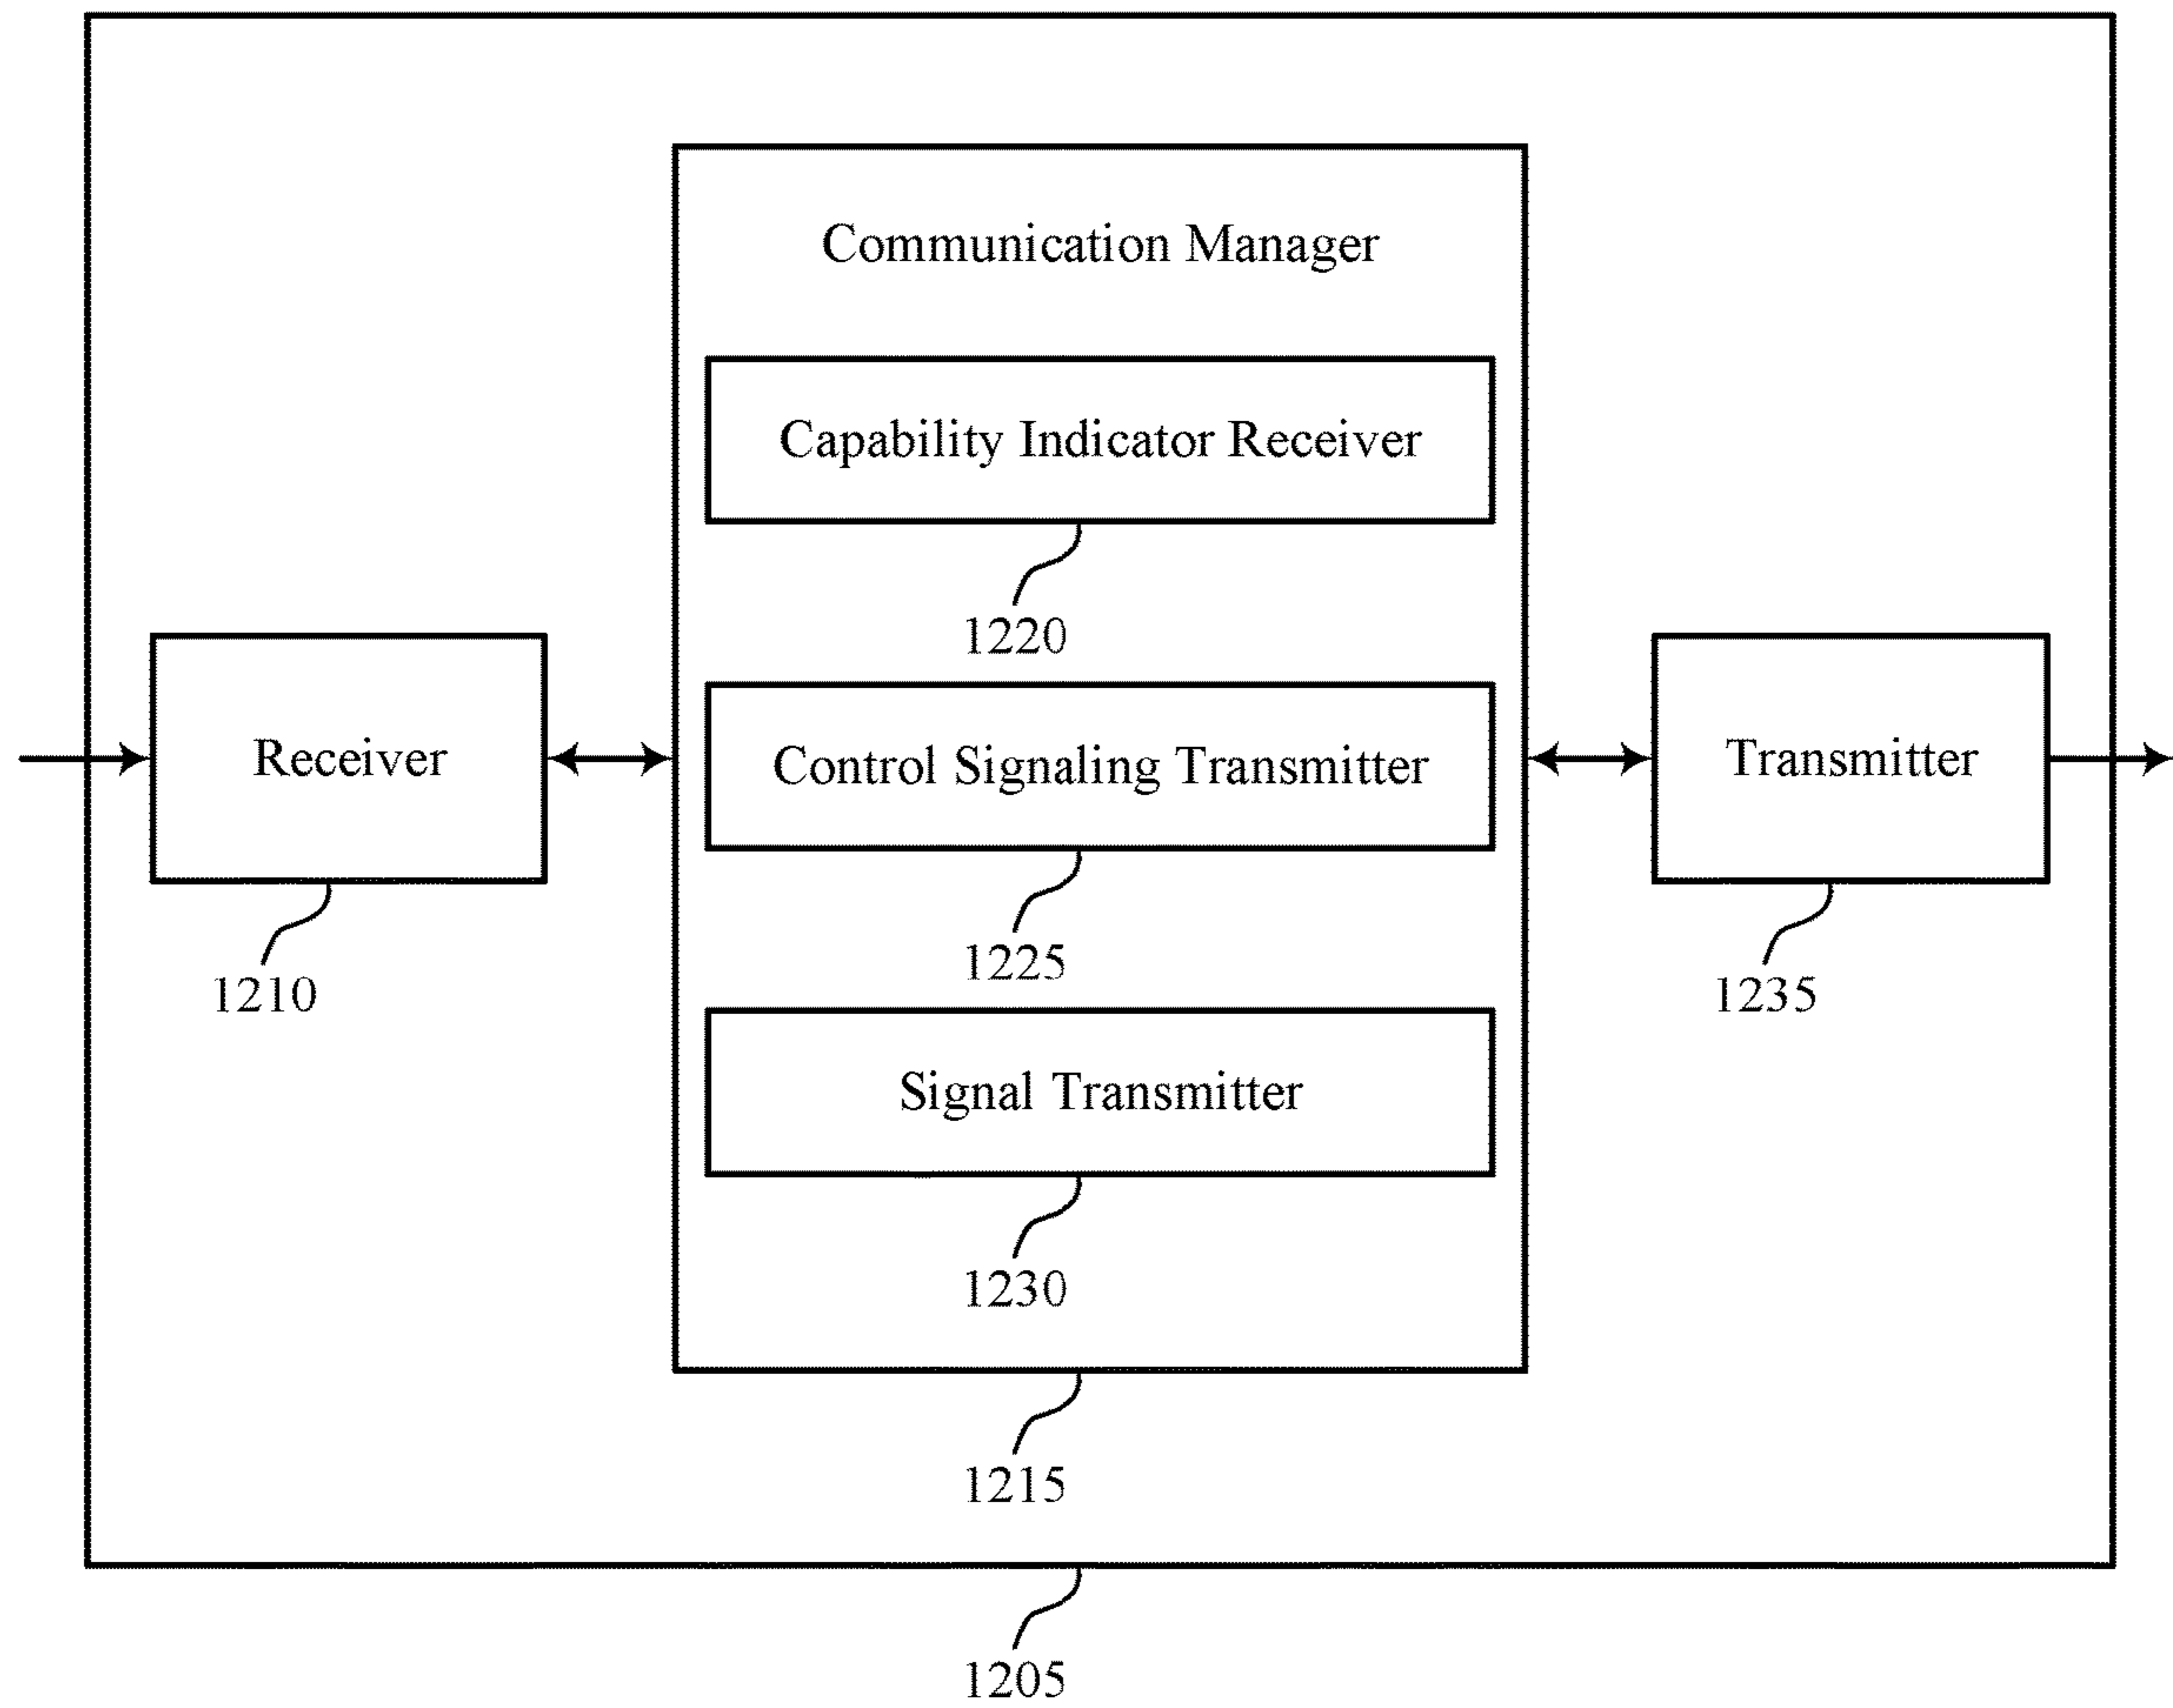 Communication Manager
Capability Indicator Receiver
1220
Receiver
1210
Control Signaling Transmitter
1225
Transmitter
1235
Signal Transmitter
1230
1215
1205